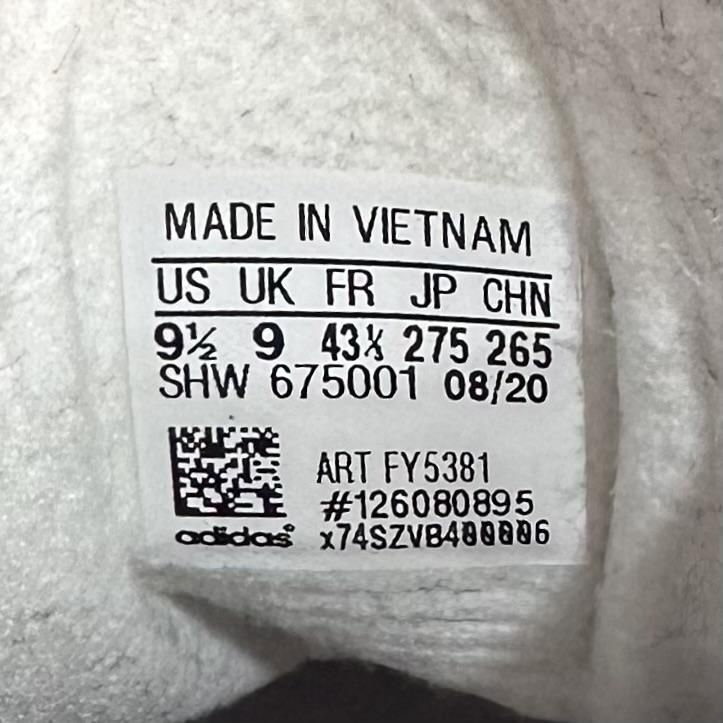 MADE IN VIETNAM
US UK FR JP CHN
9½ 9 43⅓ 275 265
SHW 675001 08/20
ART FY5381
#126080895
adidas® x74SZVB400006